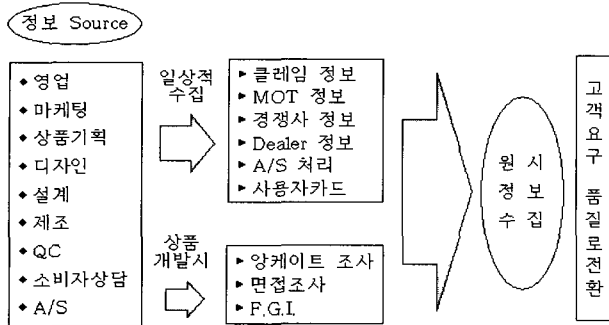 정보 Source
◆ 영업
◆ 마케팅
◆ 상품기획
◆ 디자인
◆ 설계
◆ 제조
◆ QC
◆ 소비자상담
◆ A/S
일상적
수집
▶ 클레임 정보
▶ MOT 정보
▶ 경쟁사 정보
▶ Dealer 정보
▶ A/S 처리
▶ 사용자카드
상품
개발시
▶ 앙케이트 조사
▶ 면접조사
▶ F.G.I.
원 시
정 보
수 집
고객요구 품질로전환